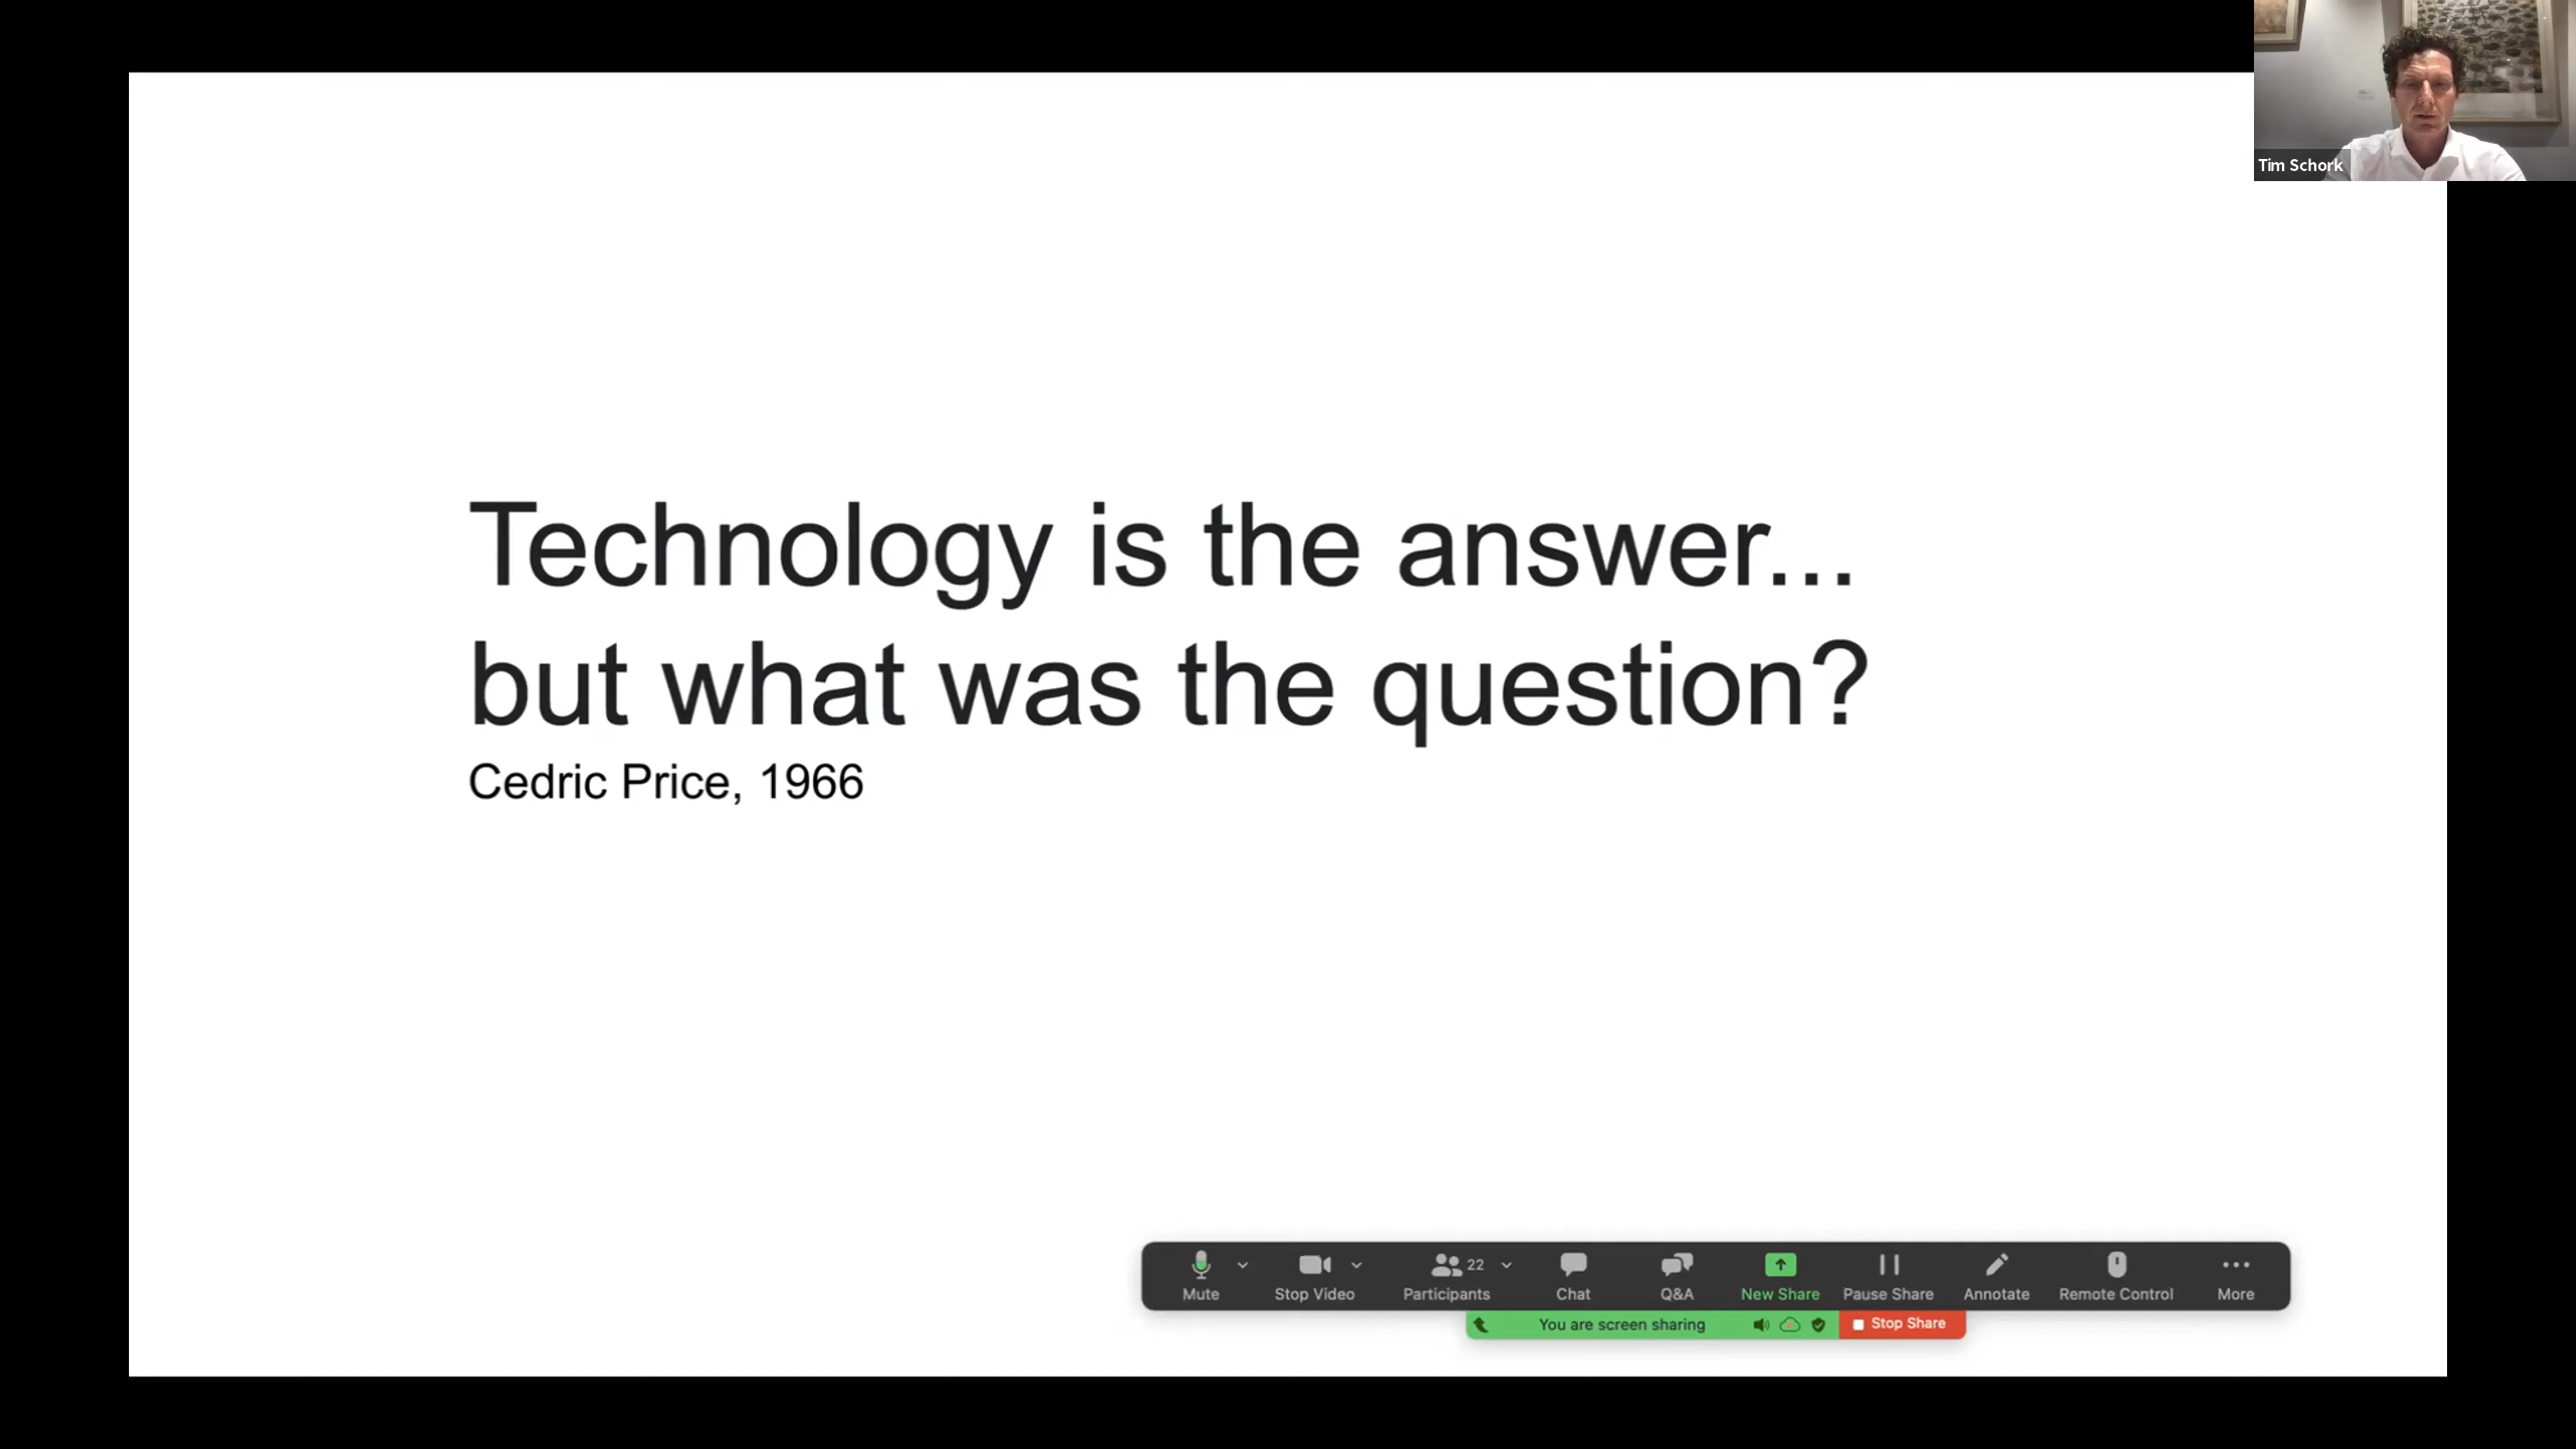 Tim Schork
Technology is the answer...
but what was the question?
Cedric Price, 1966
Mute
Stop Video
22
Participants
Chat
Q&A
New Share
Pause Share
Annotate
Remote Control
More
You are screen sharing
Stop Share